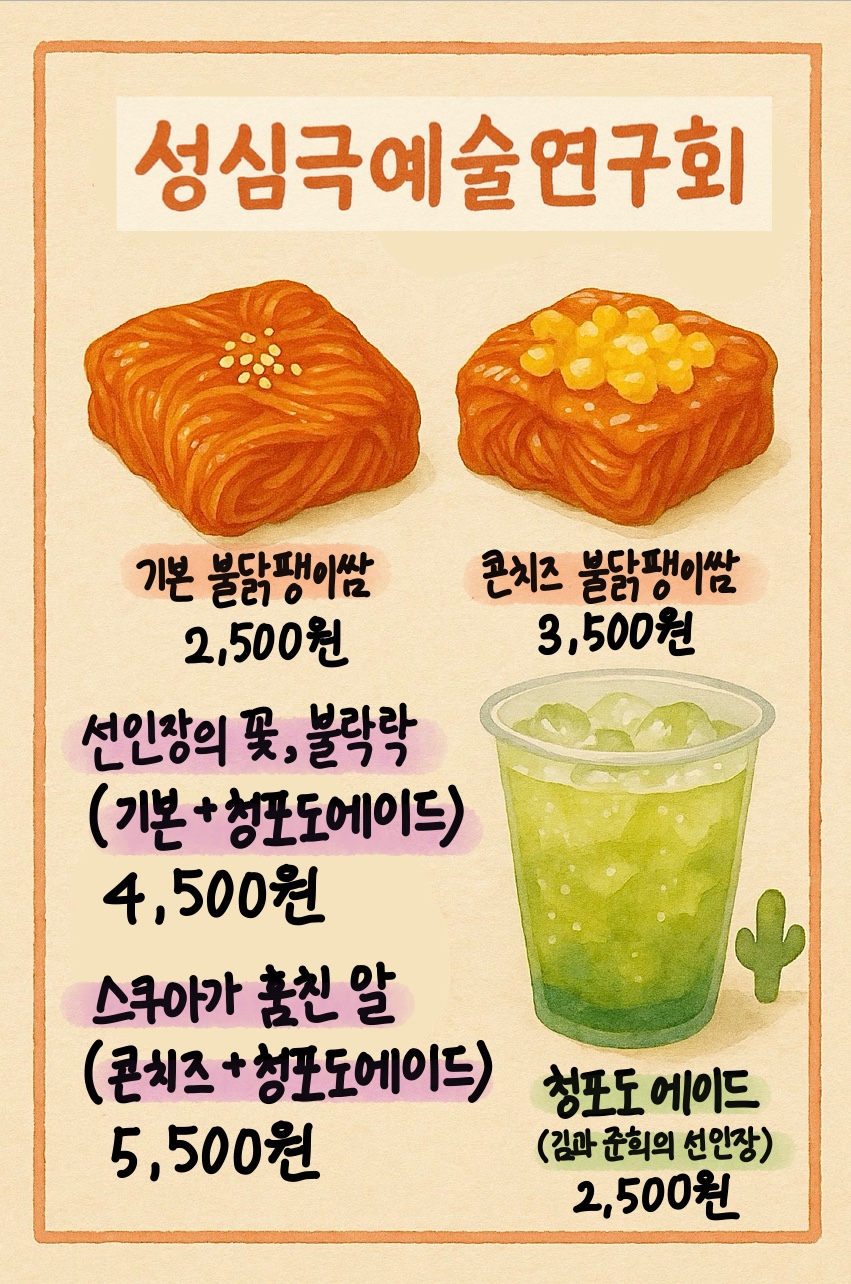 성심극예술연구회
기본 불닭팽이쌈
2,500원
콘치즈 불닭팽이쌈
3,500원
선인장의 꽃, 불락락
(기본+청포도에이드)
4,500원
스쿠아가 훔친 알
(콘치즈+청포도에이드)
5,500원
청포도 에이드
(김과 준희의 선인장)
2,500원